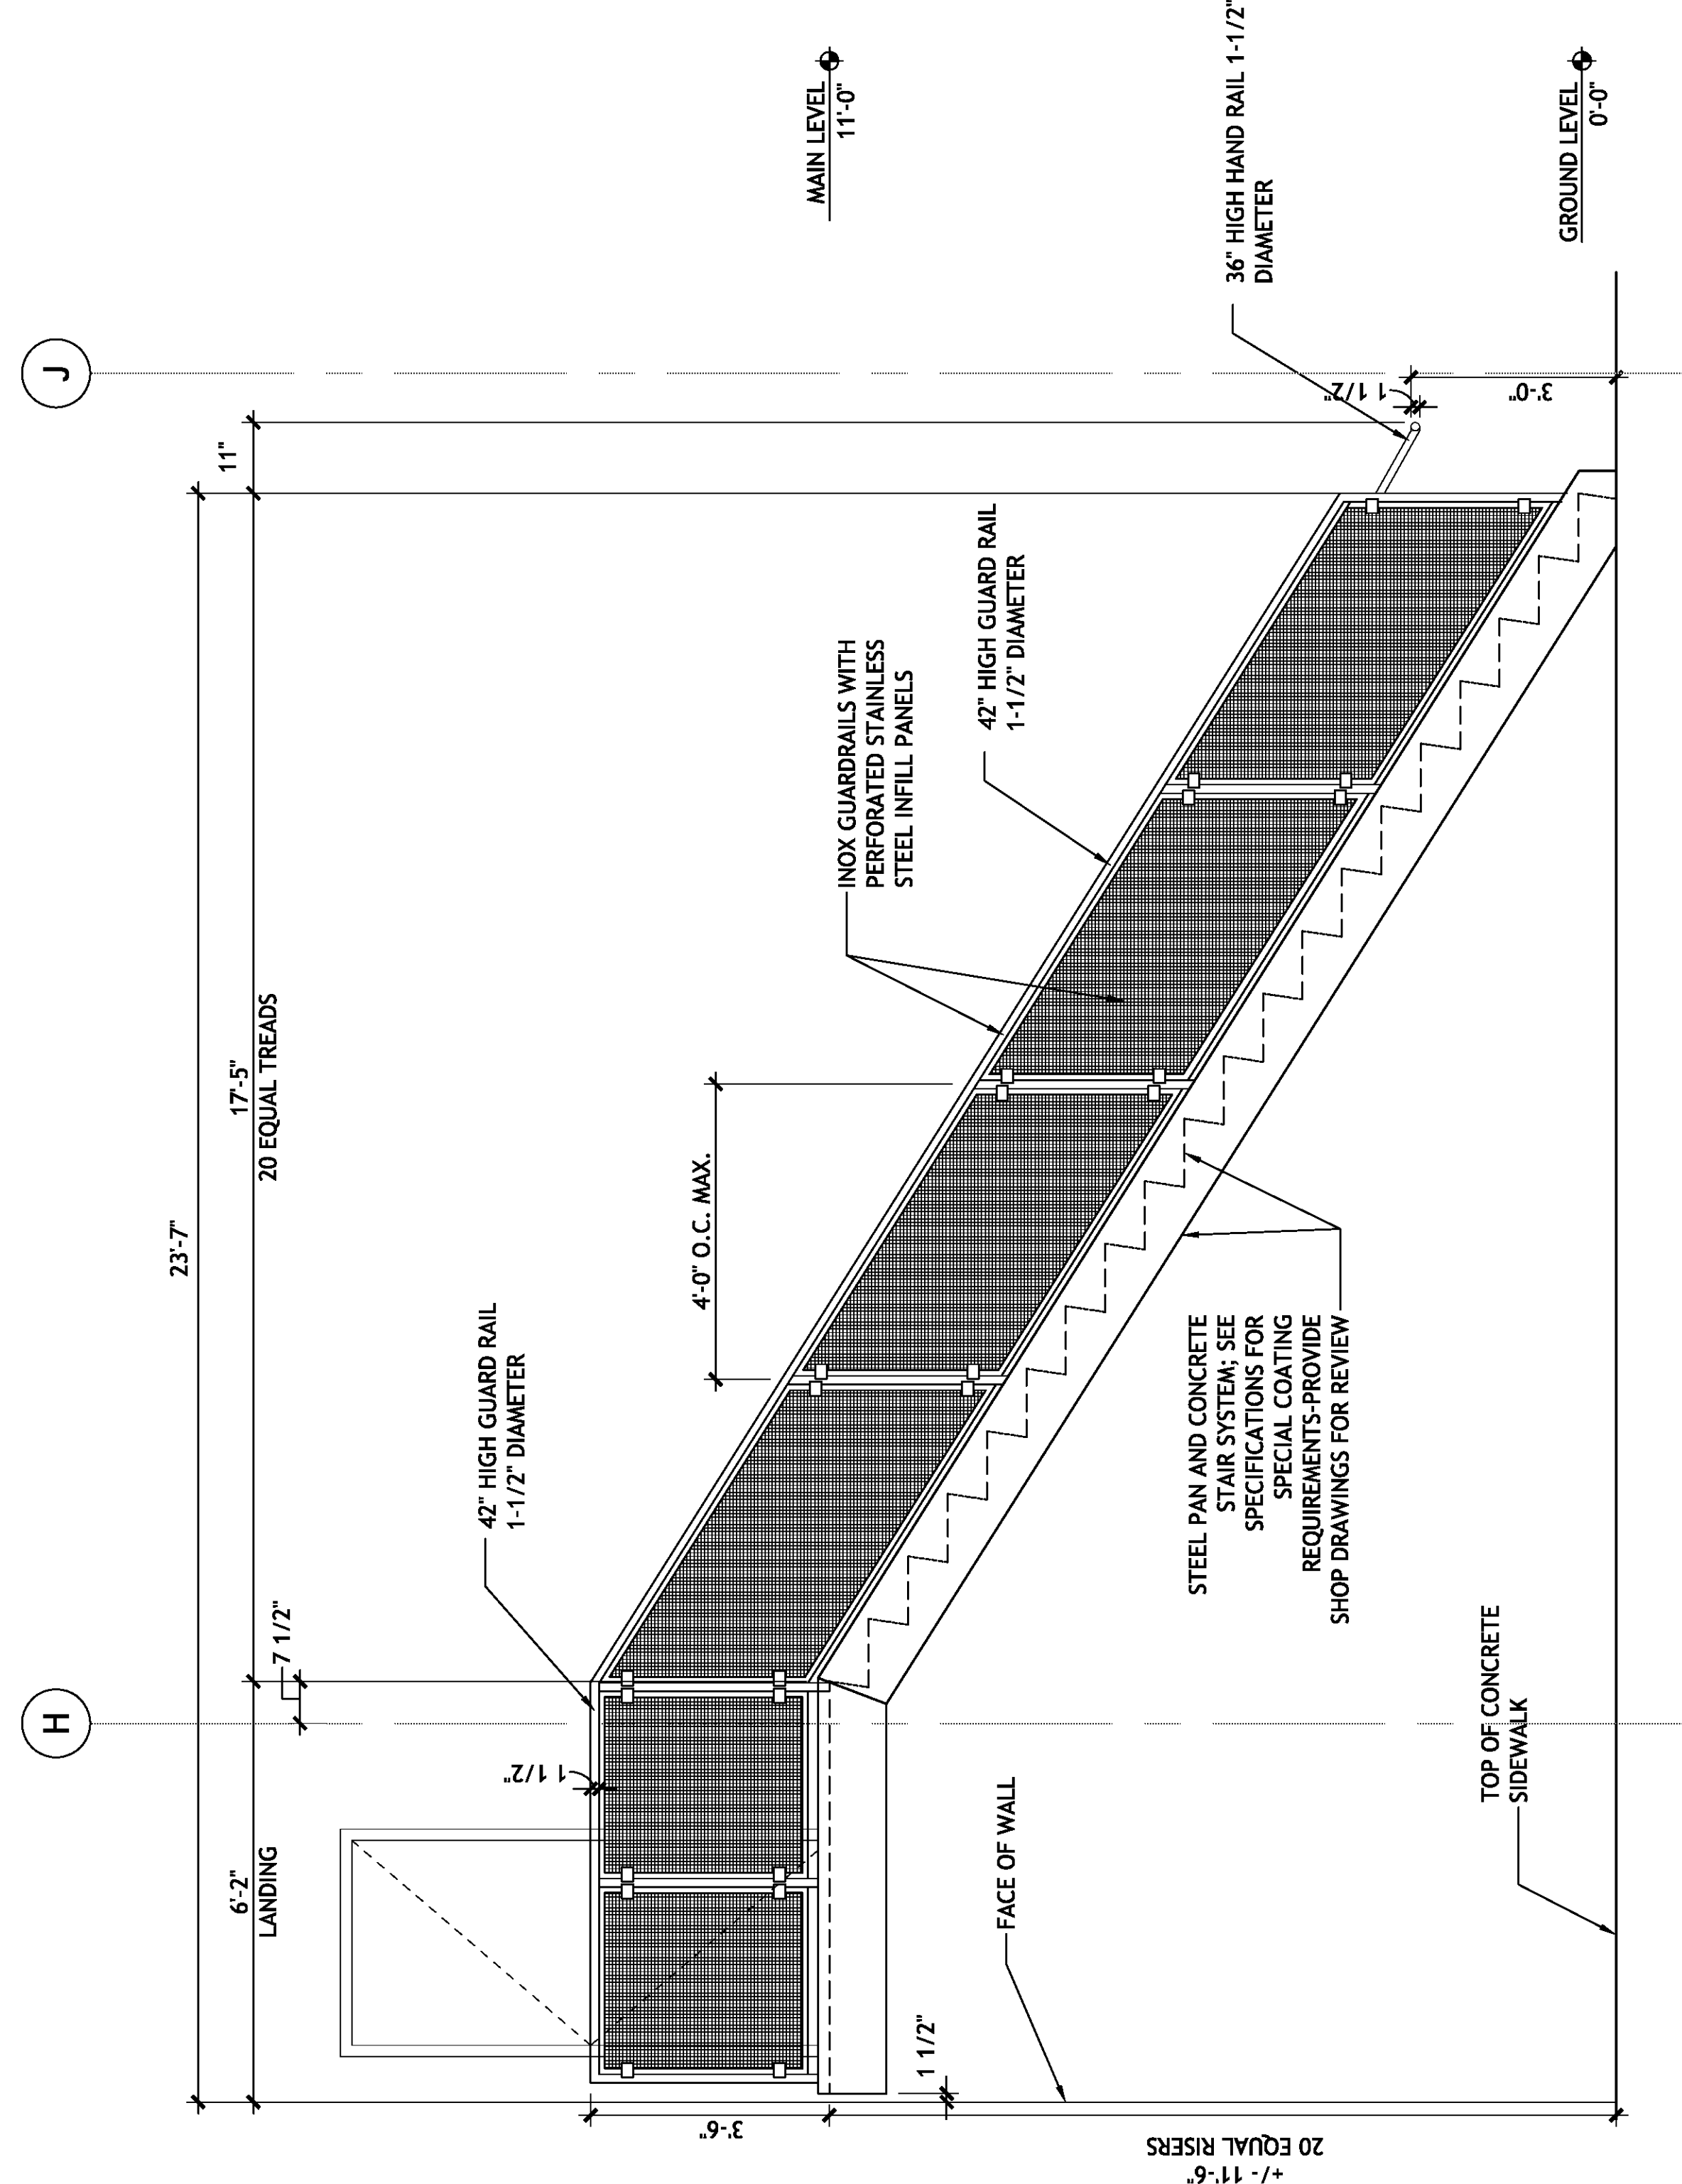 H
J
23'-7"
6'-2"
LANDING
7 1/2"
17'-5"
20 EQUAL TREADS
11"
42" HIGH GUARD RAIL
1-1/2" DIAMETER
1 1/2"
4'-0" O.C. MAX.
INOX GUARDRAILS WITH
PERFORATED STAINLESS
STEEL INFILL PANELS
42" HIGH GUARD RAIL
1-1/2" DIAMETER
MAIN LEVEL
11'-0"
36" HIGH HAND RAIL 1-1/2"
DIAMETER
1 1/2"
3'-0"
GROUND LEVEL
0'-0"
3'-6"
1 1/2"
FACE OF WALL
STEEL PAN AND CONCRETE
STAIR SYSTEM; SEE
SPECIFICATIONS FOR
SPECIAL COATING
REQUIREMENTS-PROVIDE
SHOP DRAWINGS FOR REVIEW
TOP OF CONCRETE
SIDEWALK
+/- 11'-6"
20 EQUAL RISERS